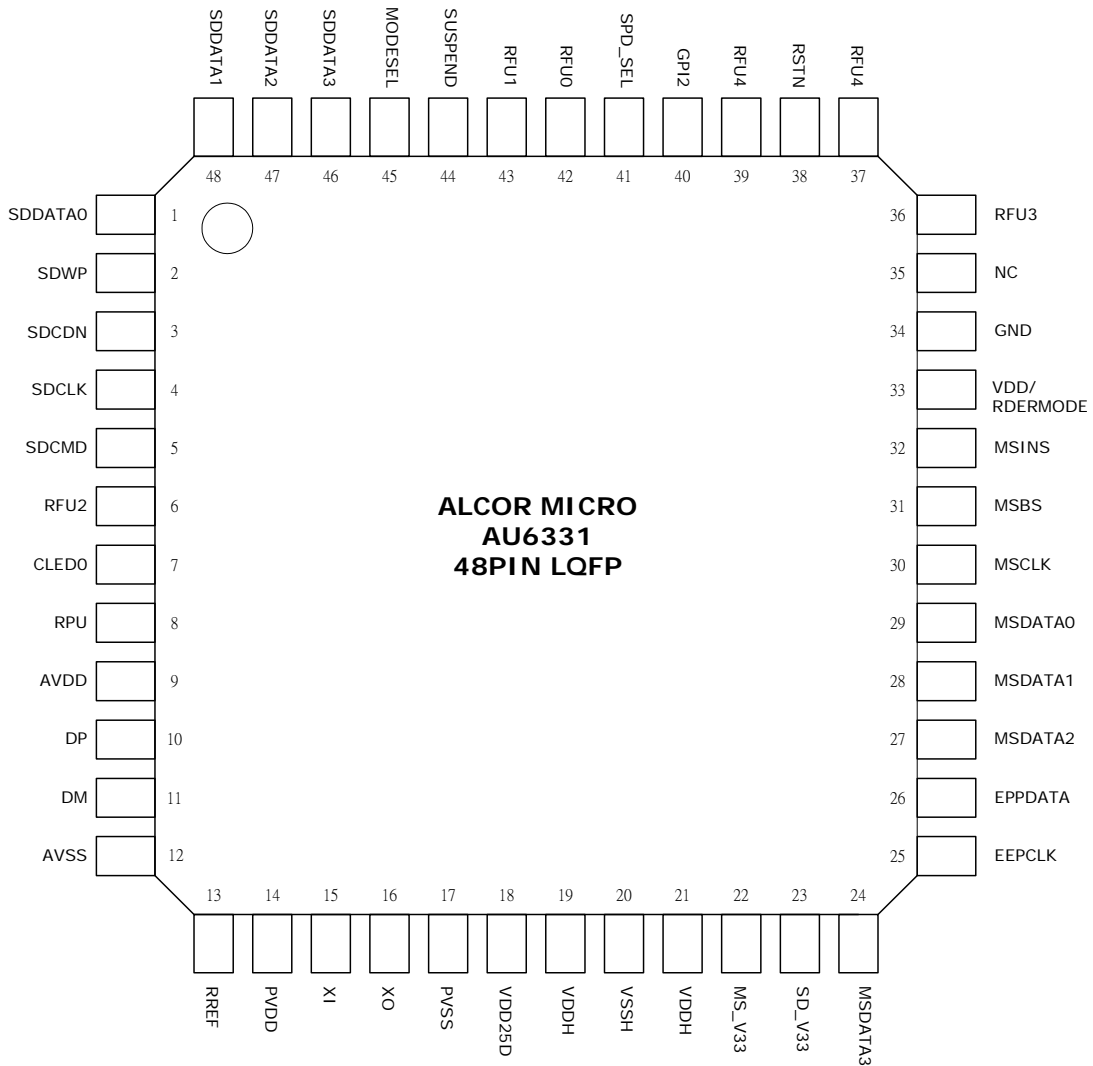 SDDATA1
SDDATA2
SDDATA3
MODESEL
SUSPEND
RFU1
RFU0
SPD_SEL
GPI2
RFU4
RSTN
RFU4
48 47 46 45 44 43 42 41 40 39 38 37
SDDATA0 1
SDWP 2
SDCDN 3
SDCLK 4
SDCMD 5
RFU2 6
CLED0 7
RPU 8
AVDD 9
DP 10
DM 11
AVSS 12
ALCOR MICRO
AU6331
48PIN LQFP
36 RFU3
35 NC
34 GND
33 VDD/
RDERMODE
32 MSINS
31 MSBS
30 MSCLK
29 MSDATA0
28 MSDATA1
27 MSDATA2
26 EPPDATA
25 EEPCLK
13 14 15 16 17 18 19 20 21 22 23 24
RREF
PVDD
XI
XO
PVSS
VDD25D
VDDH
VSSH
VDDH
MS_V33
SD_V33
MSDATA3